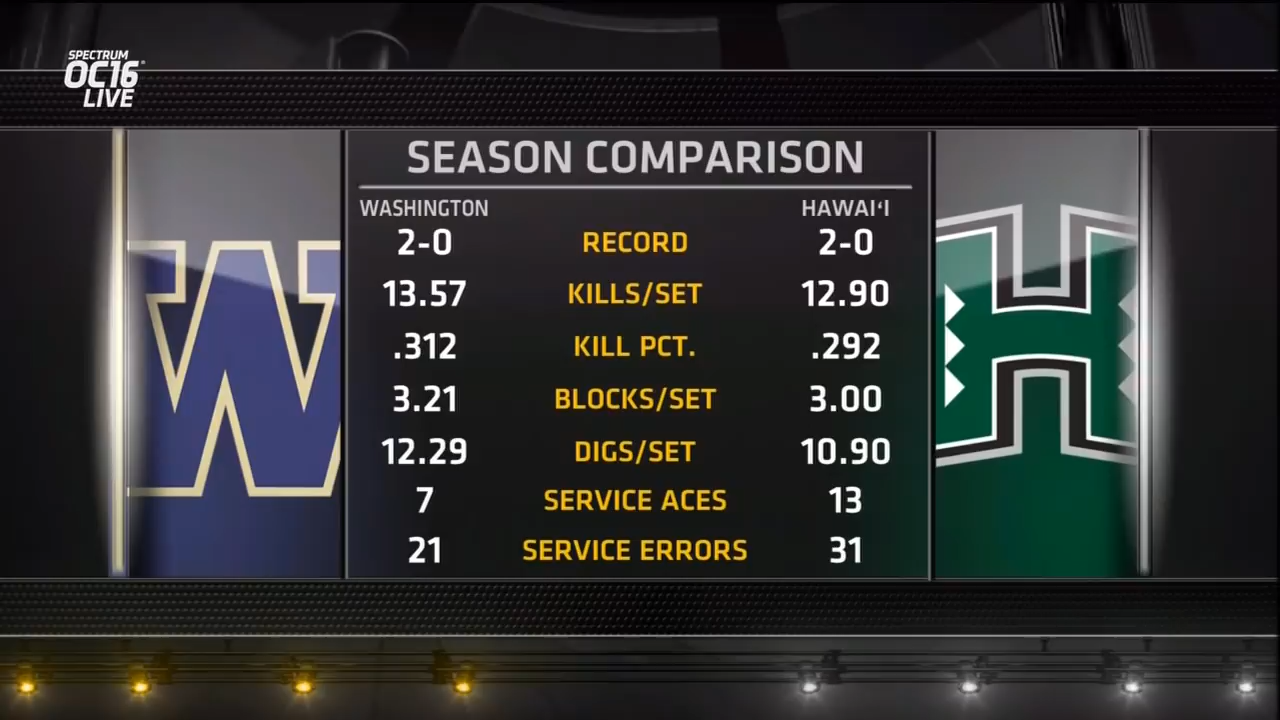 SPECTRUM
OC16
LIVE
SEASON COMPARISON
WASHINGTON HAWAIʻI
2-0 RECORD 2-0
13.57 KILLS/SET 12.90
.312 KILL PCT. .292
3.21 BLOCKS/SET 3.00
12.29 DIGS/SET 10.90
7 SERVICE ACES 13
21 SERVICE ERRORS 31
W H